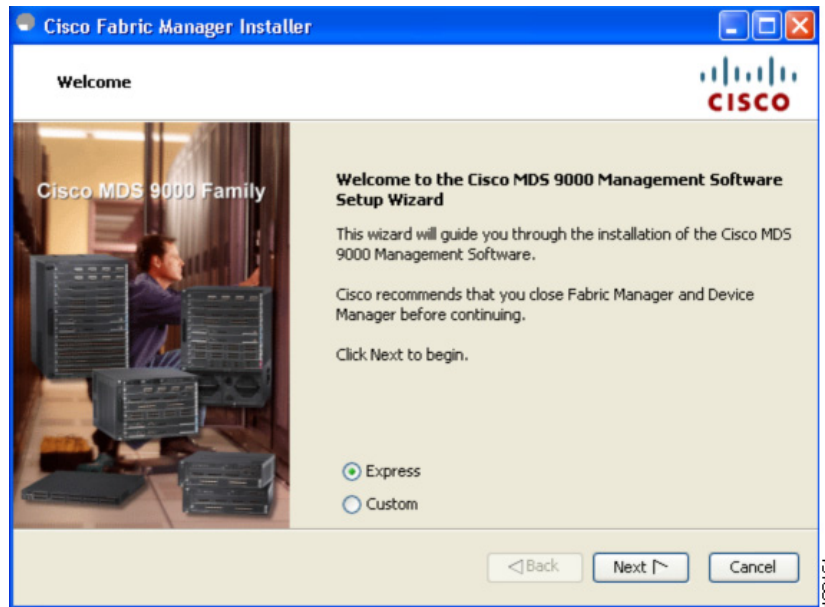 Cisco Fabric Manager Installer
Welcome
CISCO
Cisco MDS 9000 Family
Welcome to the Cisco MDS 9000 Management Software
Setup Wizard
This wizard will guide you through the installation of the Cisco MDS
9000 Management Software.
Cisco recommends that you close Fabric Manager and Device
Manager before continuing.
Click Next to begin.
Express
Custom
Back
Next
Cancel